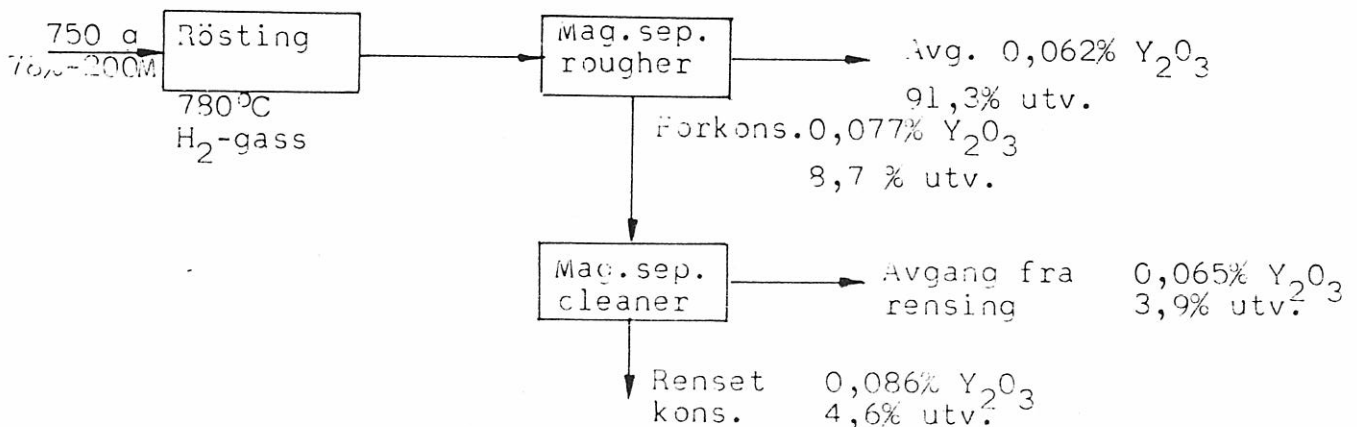 750 g
78%-200M
Rösting
780°C
H₂-gass
Mag.sep.
rougher
Avg. 0,062% Y₂O₃
91,3% utv.
Forkons.0,077% Y₂O₃
8,7 % utv.
Mag.sep.
cleaner
Avgang fra 0,065% Y₂O₃
rensing 3,9% utv.
Renset 0,086% Y₂O₃
kons. 4,6% utv.